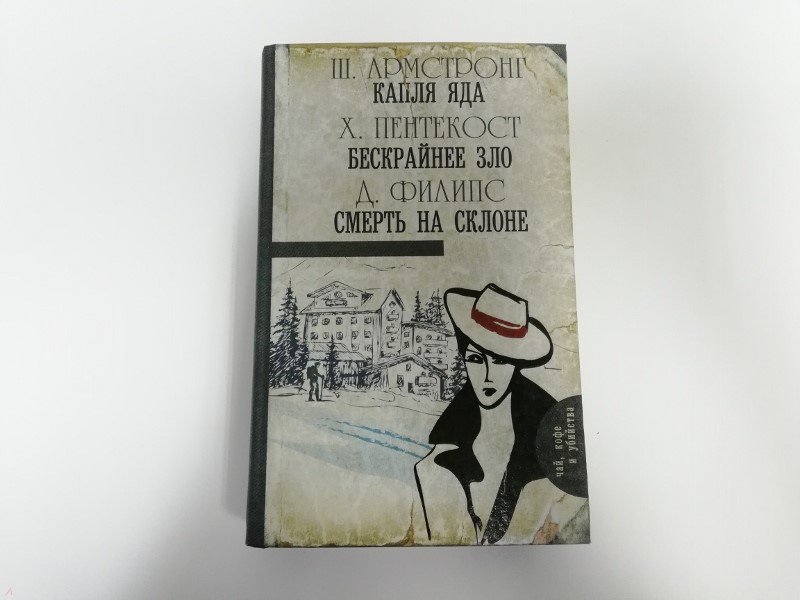 Ш. АРМСТРОНГ
КАПЛЯ ЯДА
Х. ПЕНТЕКОСТ
БЕСКРАЙНЕЕ ЗЛО
Д. ФИЛИПС
СМЕРТЬ НА СКЛОНЕ
чай, кофе
и убийства